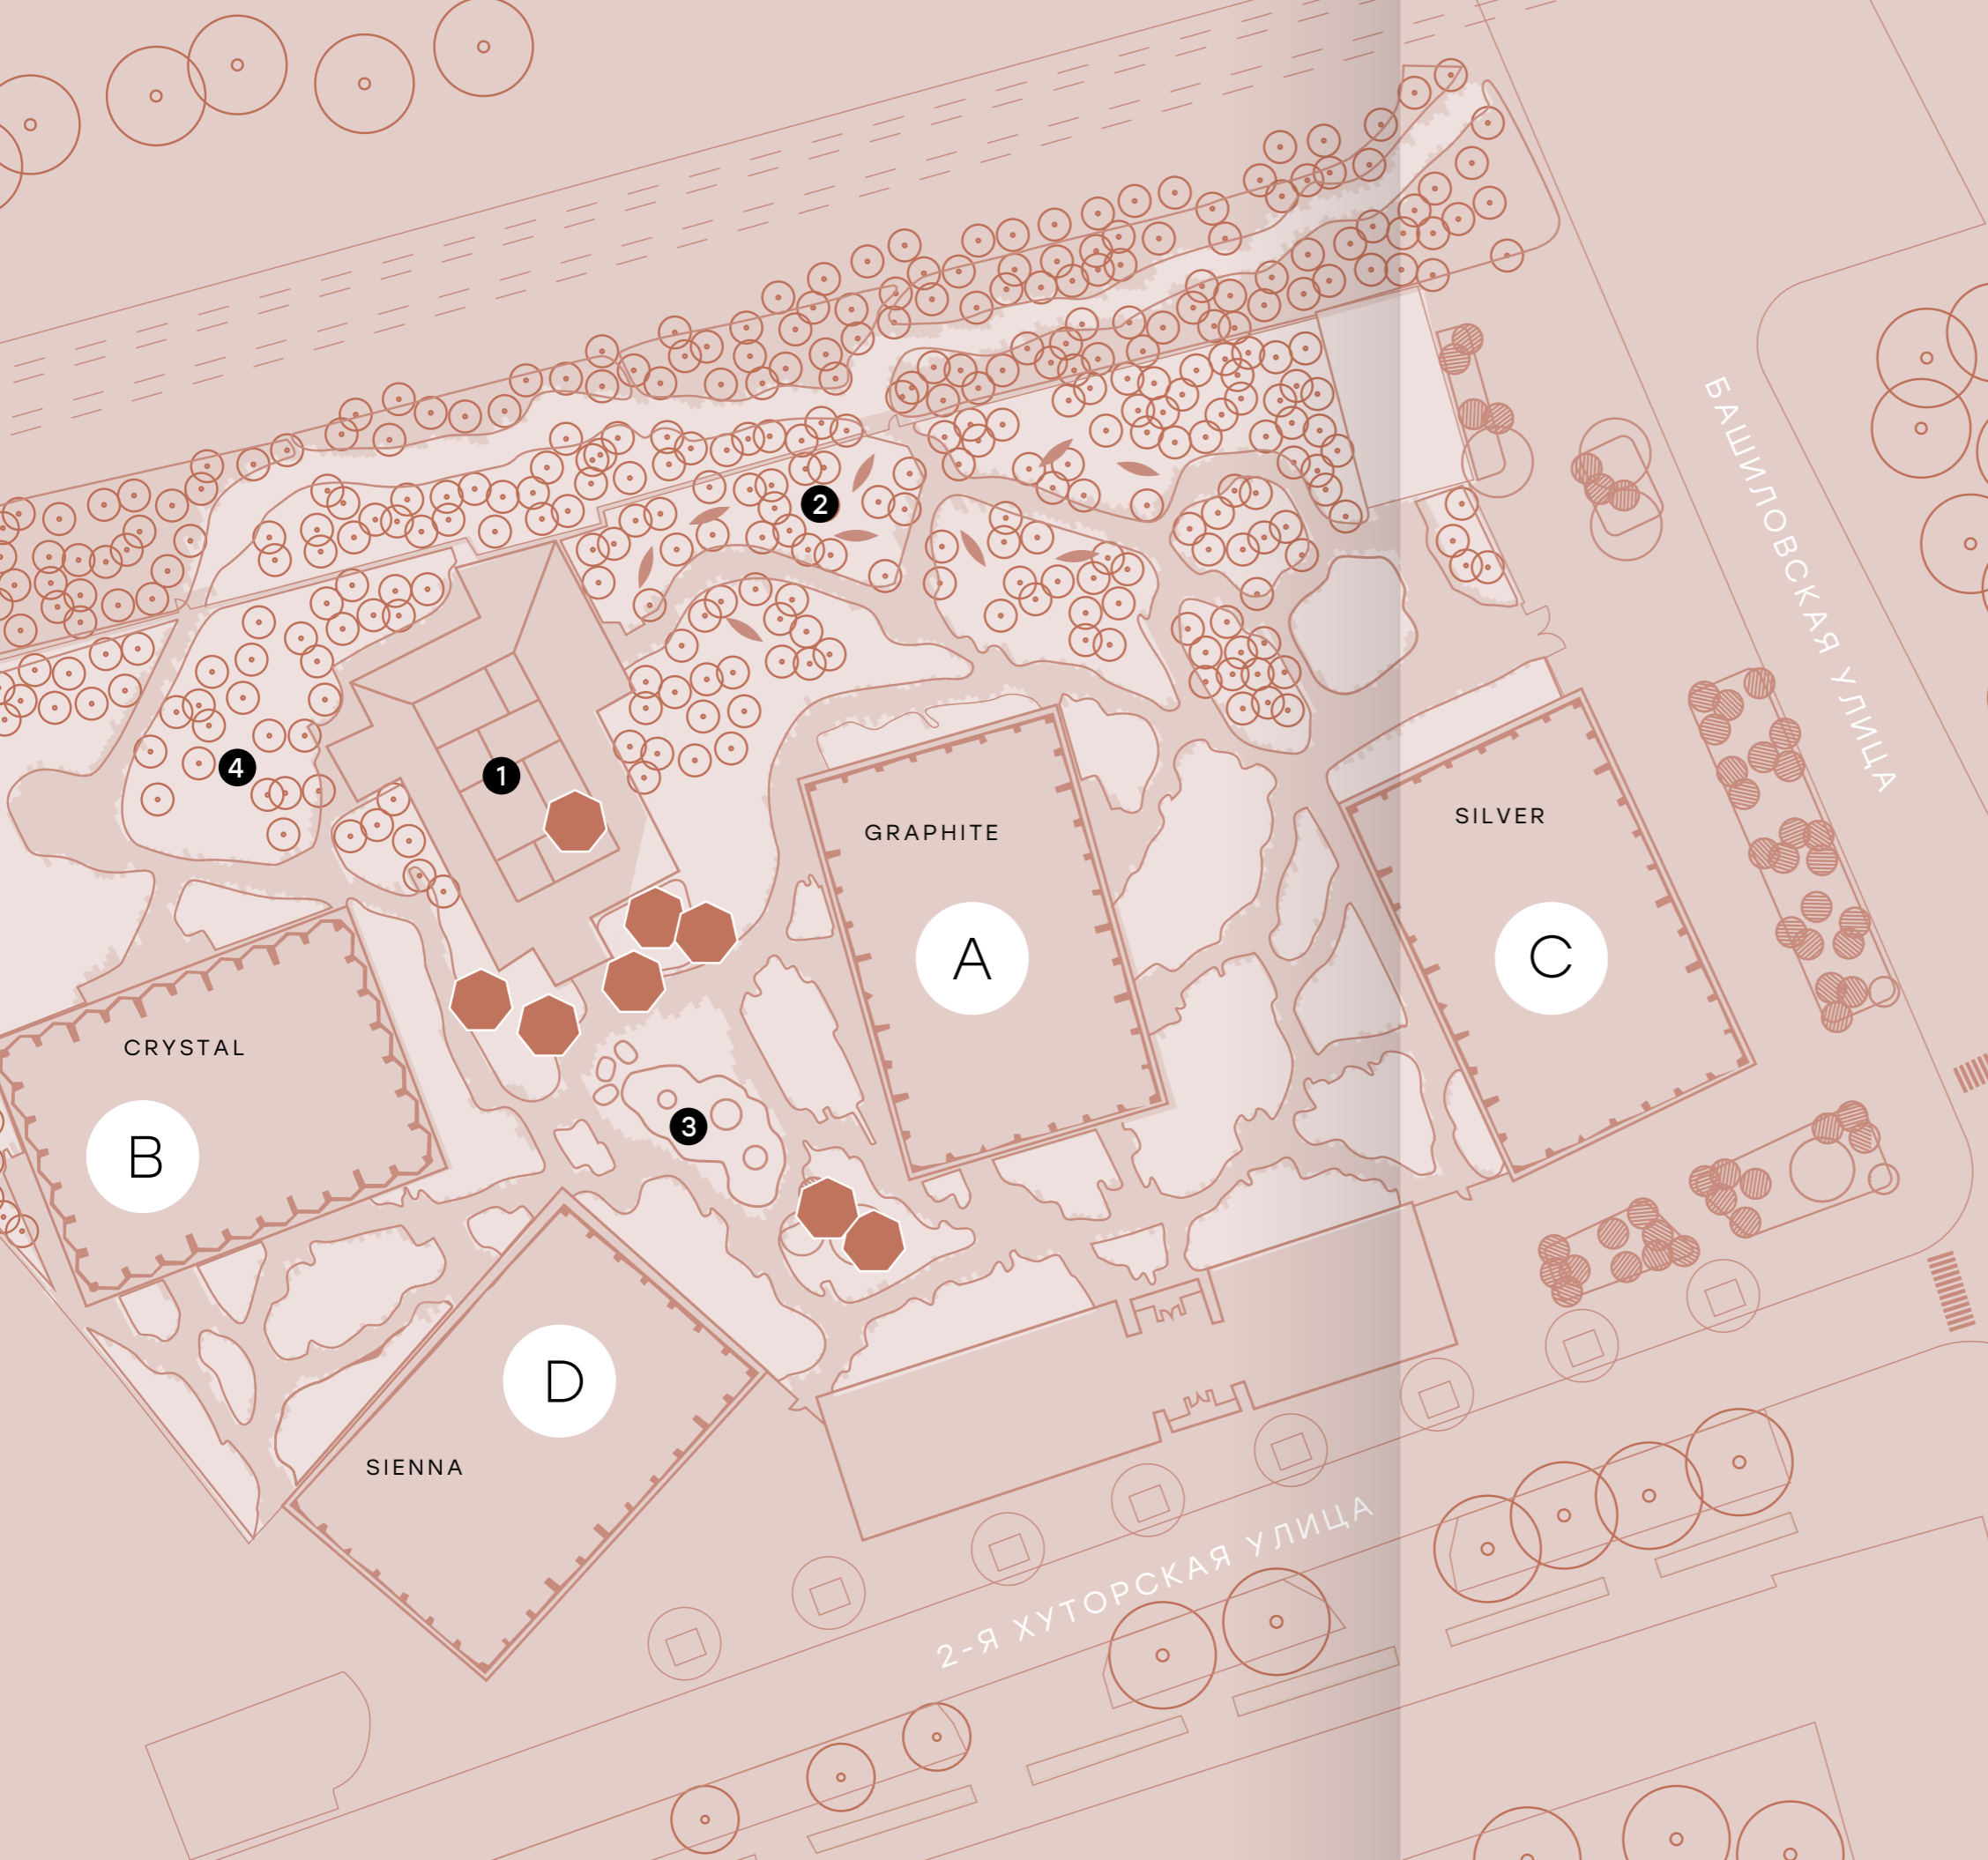 БАШИЛОВСКАЯ УЛИЦА
2
4
1
GRAPHITE
SILVER
A
C
CRYSTAL
B
3
D
SIENNA
2-Я ХУТОРСКАЯ УЛИЦА